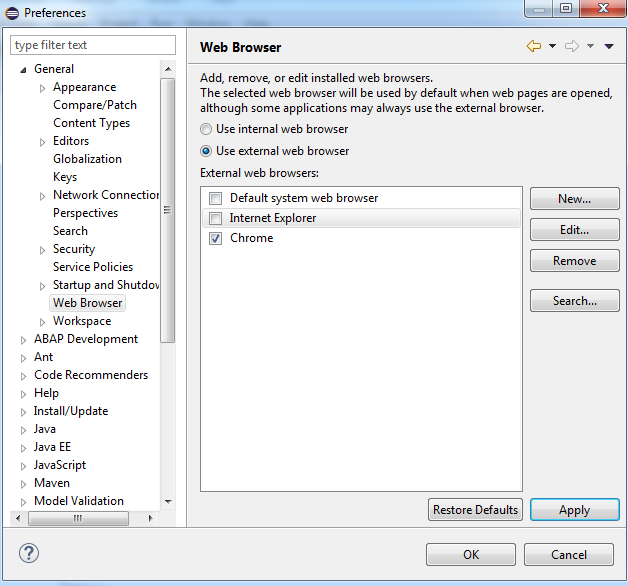 Preferences
type filter text
General
Appearance
Compare/Patch
Content Types
Editors
Globalization
Keys
Network Connection
Perspectives
Search
Security
Service Policies
Startup and Shutdov
Web Browser
Workspace
ABAP Development
Ant
Code Recommenders
Help
Install/Update
Java
Java EE
JavaScript
Maven
Model Validation
Web Browser
Add, remove, or edit installed web browsers.
The selected web browser will be used by default when web pages are opened,
although some applications may always use the external browser.
Use internal web browser
Use external web browser
External web browsers:
Default system web browser
Internet Explorer
Chrome
New...
Edit...
Remove
Search...
Restore Defaults
Apply
?
OK
Cancel